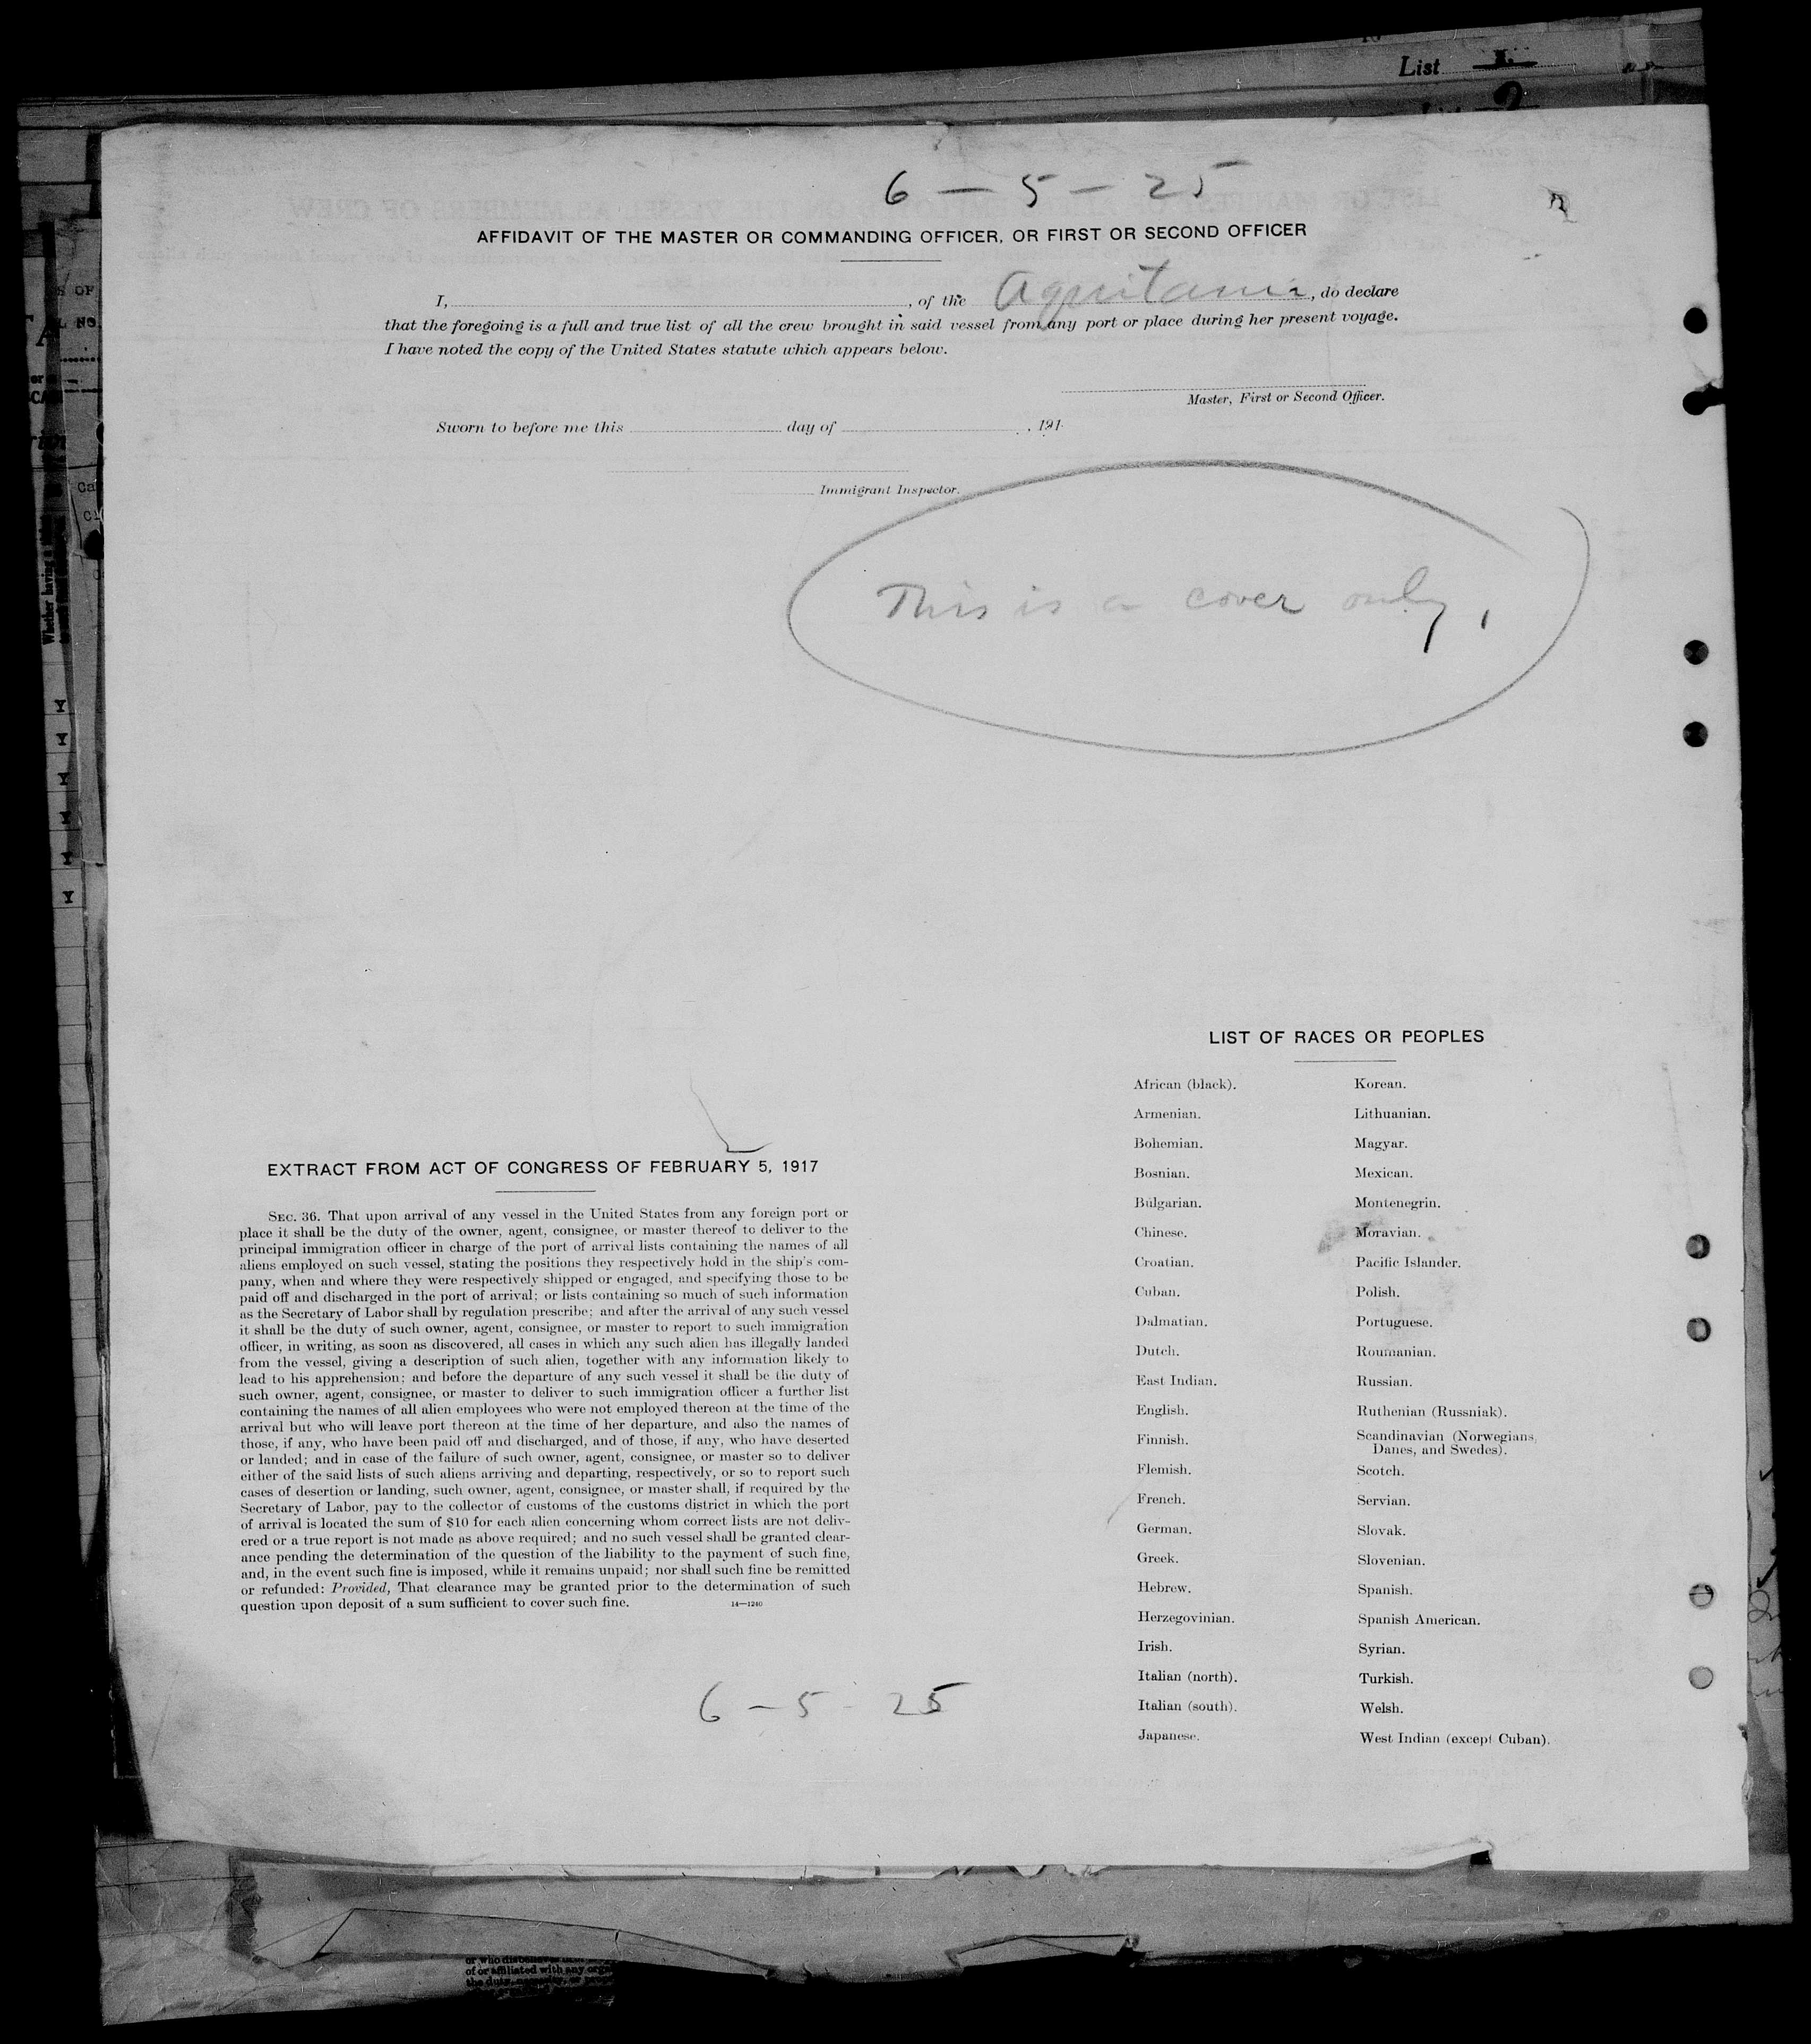 List 1.
2
6 - 5 - 25
AFFIDAVIT OF THE MASTER OR COMMANDING OFFICER, OR FIRST OR SECOND OFFICER
I, , of the Aquitania, do declare
that the foregoing is a full and true list of all the crew brought in said vessel from any port or place during her present voyage.
I have noted the copy of the United States statute which appears below.
Master, First or Second Officer.
Sworn to before me this day of , 191
Immigrant Inspector.
This is a cover only,
EXTRACT FROM ACT OF CONGRESS OF FEBRUARY 5, 1917
SEC. 36. That upon arrival of any vessel in the United States from any foreign port or
place it shall be the duty of the owner, agent, consignee, or master thereof to deliver to the
principal immigration officer in charge of the port of arrival lists containing the names of all
aliens employed on such vessel, stating the positions they respectively hold in the ship's com-
pany, when and where they were respectively shipped or engaged, and specifying those to be
paid off and discharged in the port of arrival; or lists containing so much of such information
as the Secretary of Labor shall by regulation prescribe; and after the arrival of any such vessel
it shall be the duty of such owner, agent, consignee, or master to report to such immigration
officer, in writing, as soon as discovered, all cases in which any such alien has illegally landed
from the vessel, giving a description of such alien, together with any information likely to
lead to his apprehension; and before the departure of any such vessel it shall be the duty of
such owner, agent, consignee, or master to deliver to such immigration officer a further list
containing the names of all alien employees who were not employed thereon at the time of the
arrival but who will leave port thereon at the time of her departure, and also the names of
those, if any, who have been paid off and discharged, and of those, if any, who have deserted
or landed; and in case of the failure of such owner, agent, consignee, or master so to deliver
either of the said lists of such aliens arriving and departing, respectively, or so to report such
cases of desertion or landing, such owner, agent, consignee, or master shall, if required by the
Secretary of Labor, pay to the collector of customs of the customs district in which the port
of arrival is located the sum of $10 for each alien concerning whom correct lists are not deliv-
ered or a true report is not made as above required; and no such vessel shall be granted clear-
ance pending the determination of the question of the liability to the payment of such fine,
and, in the event such fine is imposed, while it remains unpaid; nor shall such fine be remitted
or refunded: Provided, That clearance may be granted prior to the determination of such
question upon deposit of a sum sufficient to cover such fine. 14—1240
6 - 5 - 25
LIST OF RACES OR PEOPLES
African (black).
Armenian.
Bohemian.
Bosnian.
Bulgarian.
Chinese.
Croatian.
Cuban.
Dalmatian.
Dutch.
East Indian.
English.
Finnish.
Flemish.
French.
German.
Greek.
Hebrew.
Herzegovinian.
Irish.
Italian (north).
Italian (south).
Japanese.
Korean.
Lithuanian.
Magyar.
Mexican.
Montenegrin.
Moravian.
Pacific Islander.
Polish.
Portuguese.
Roumanian.
Russian.
Ruthenian (Russniak).
Scandinavian (Norwegians,
Danes, and Swedes).
Scotch.
Servian.
Slovak.
Slovenian.
Spanish.
Spanish American.
Syrian.
Turkish.
Welsh.
West Indian (except Cuban).